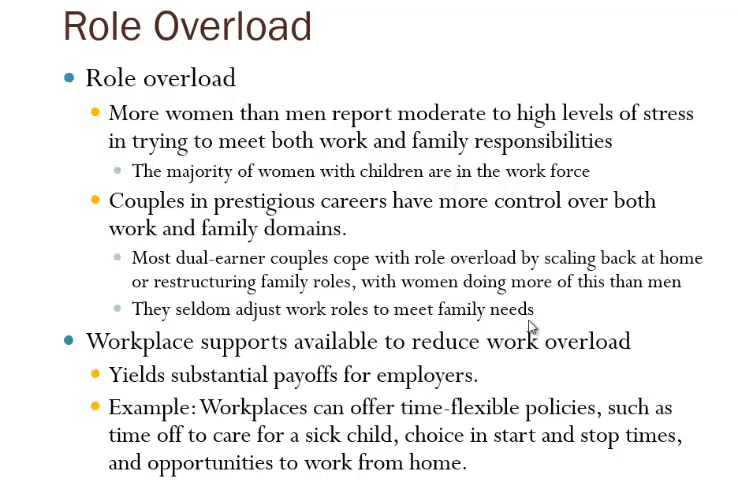 Role Overload
Role overload
More women than men report moderate to high levels of stress
in trying to meet both work and family responsibilities
The majority of women with children are in the work force
Couples in prestigious careers have more control over both
work and family domains.
Most dual-earner couples cope with role overload by scaling back at home
or restructuring family roles, with women doing more of this than men
They seldom adjust work roles to meet family needs
Workplace supports available to reduce work overload
Yields substantial payoffs for employers.
Example: Workplaces can offer time-flexible policies, such as
time off to care for a sick child, choice in start and stop times,
and opportunities to work from home.